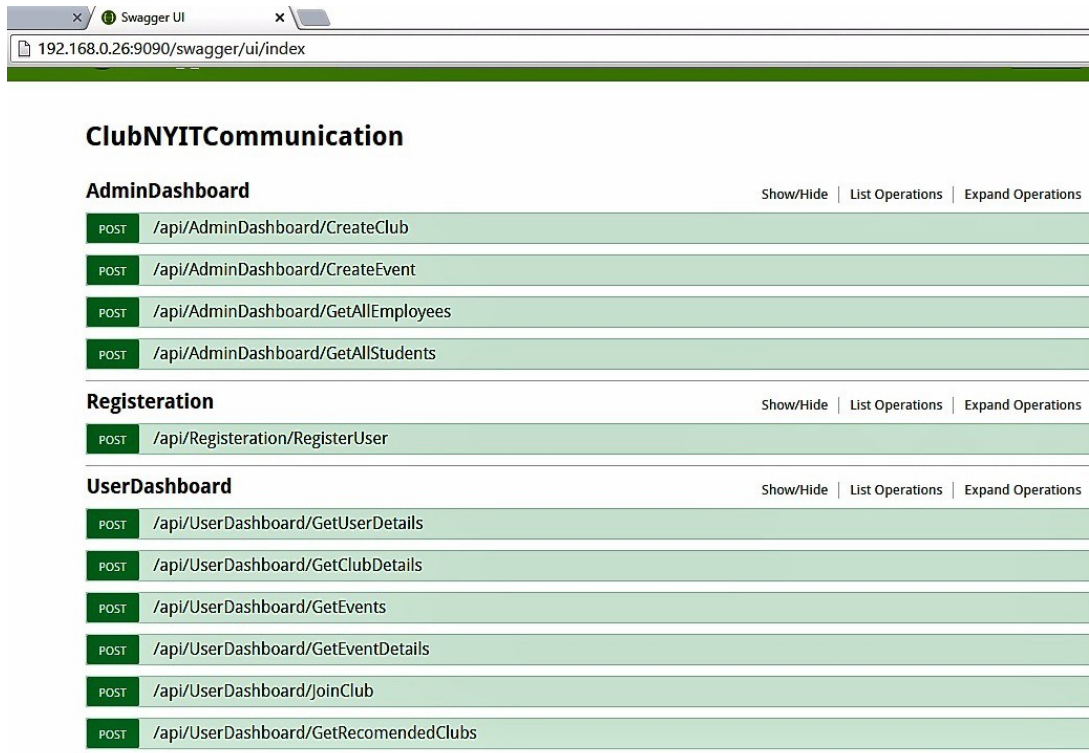 Swagger UI
192.168.0.26:9090/swagger/ui/index
ClubNYITCommunication
AdminDashboard Show/Hide | List Operations | Expand Operations
POST /api/AdminDashboard/CreateClub
POST /api/AdminDashboard/CreateEvent
POST /api/AdminDashboard/GetAllEmployees
POST /api/AdminDashboard/GetAllStudents
Registeration Show/Hide | List Operations | Expand Operations
POST /api/Registeration/RegisterUser
UserDashboard Show/Hide | List Operations | Expand Operations
POST /api/UserDashboard/GetUserDetails
POST /api/UserDashboard/GetClubDetails
POST /api/UserDashboard/GetEvents
POST /api/UserDashboard/GetEventDetails
POST /api/UserDashboard/JoinClub
POST /api/UserDashboard/GetRecomendedClubs